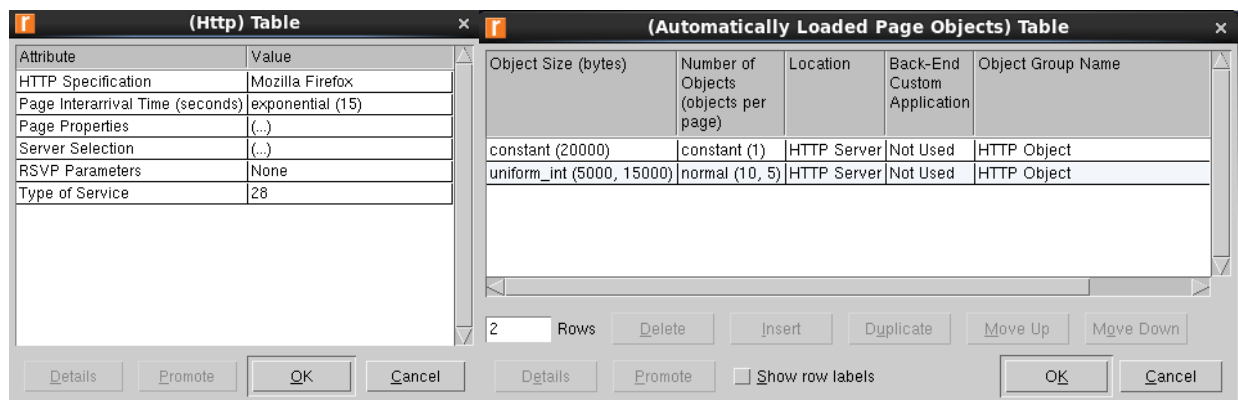 (Http) Table
Attribute Value
HTTP Specification Mozilla Firefox
Page Interarrival Time (seconds) exponential (15)
Page Properties (...)
Server Selection (...)
RSVP Parameters None
Type of Service 28
Details Promote OK Cancel
(Automatically Loaded Page Objects) Table
Object Size (bytes) Number of Objects (objects per page) Location Back-End Custom Application Object Group Name
constant (20000) constant (1) HTTP Server Not Used HTTP Object
uniform_int (5000, 15000) normal (10, 5) HTTP Server Not Used HTTP Object
2 Rows Delete Insert Duplicate Move Up Move Down
Details Promote Show row labels OK Cancel